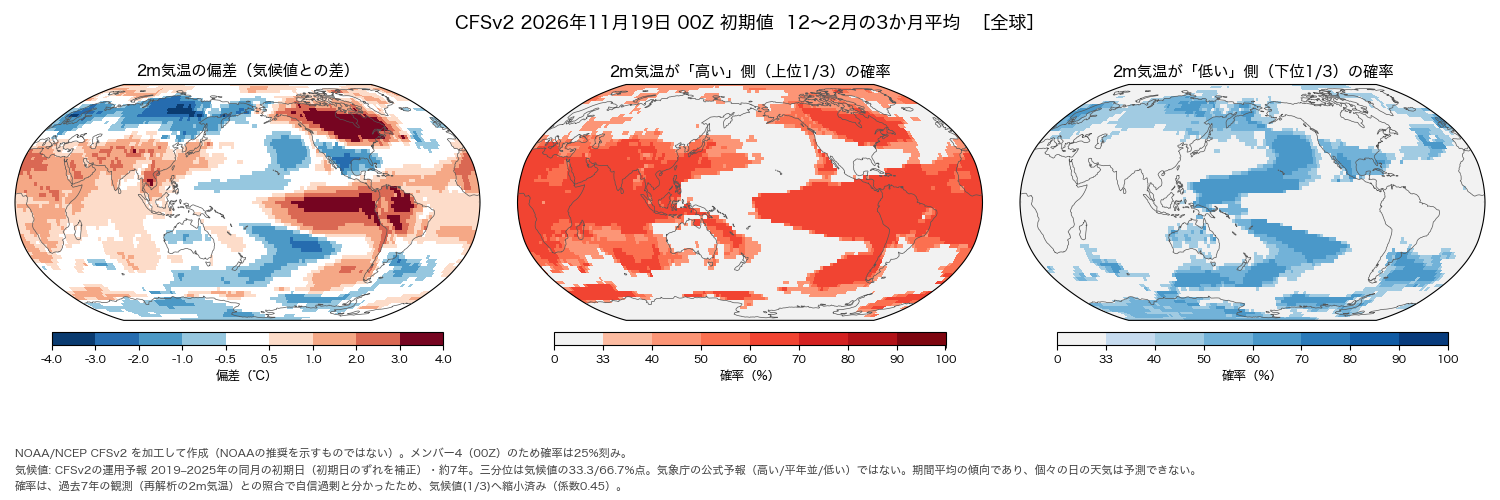 CFSv2 2026年11月19日 00Z 初期値  12～2月の3か月平均  ［全球］
2m気温の偏差（気候値との差）
2m気温が「高い」側（上位1/3）の確率
2m気温が「低い」側（下位1/3）の確率
-4.0 -3.0 -2.0 -1.0 -0.5 0.5 1.0 2.0 3.0 4.0
偏差（℃）
0 33 40 50 60 70 80 90 100
確率（%）
0 33 40 50 60 70 80 90 100
確率（%）
NOAA/NCEP CFSv2 を加工して作成（NOAAの推奨を示すものではない）。メンバー4（00Z）のため確率は25%刻み。
気候値: CFSv2の運用予報 2019–2025年の同月の初期日（初期日のずれを補正）・約7年。三分位は気候値の33.3/66.7%点。気象庁の公式予報（高い/平年並/低い）ではない。期間平均の傾向であり、個々の日の天気は予測できない。
確率は、過去7年の観測（再解析の2m気温）との照合で自信過剰と分かったため、気候値(1/3)へ縮小済み（係数0.45）。